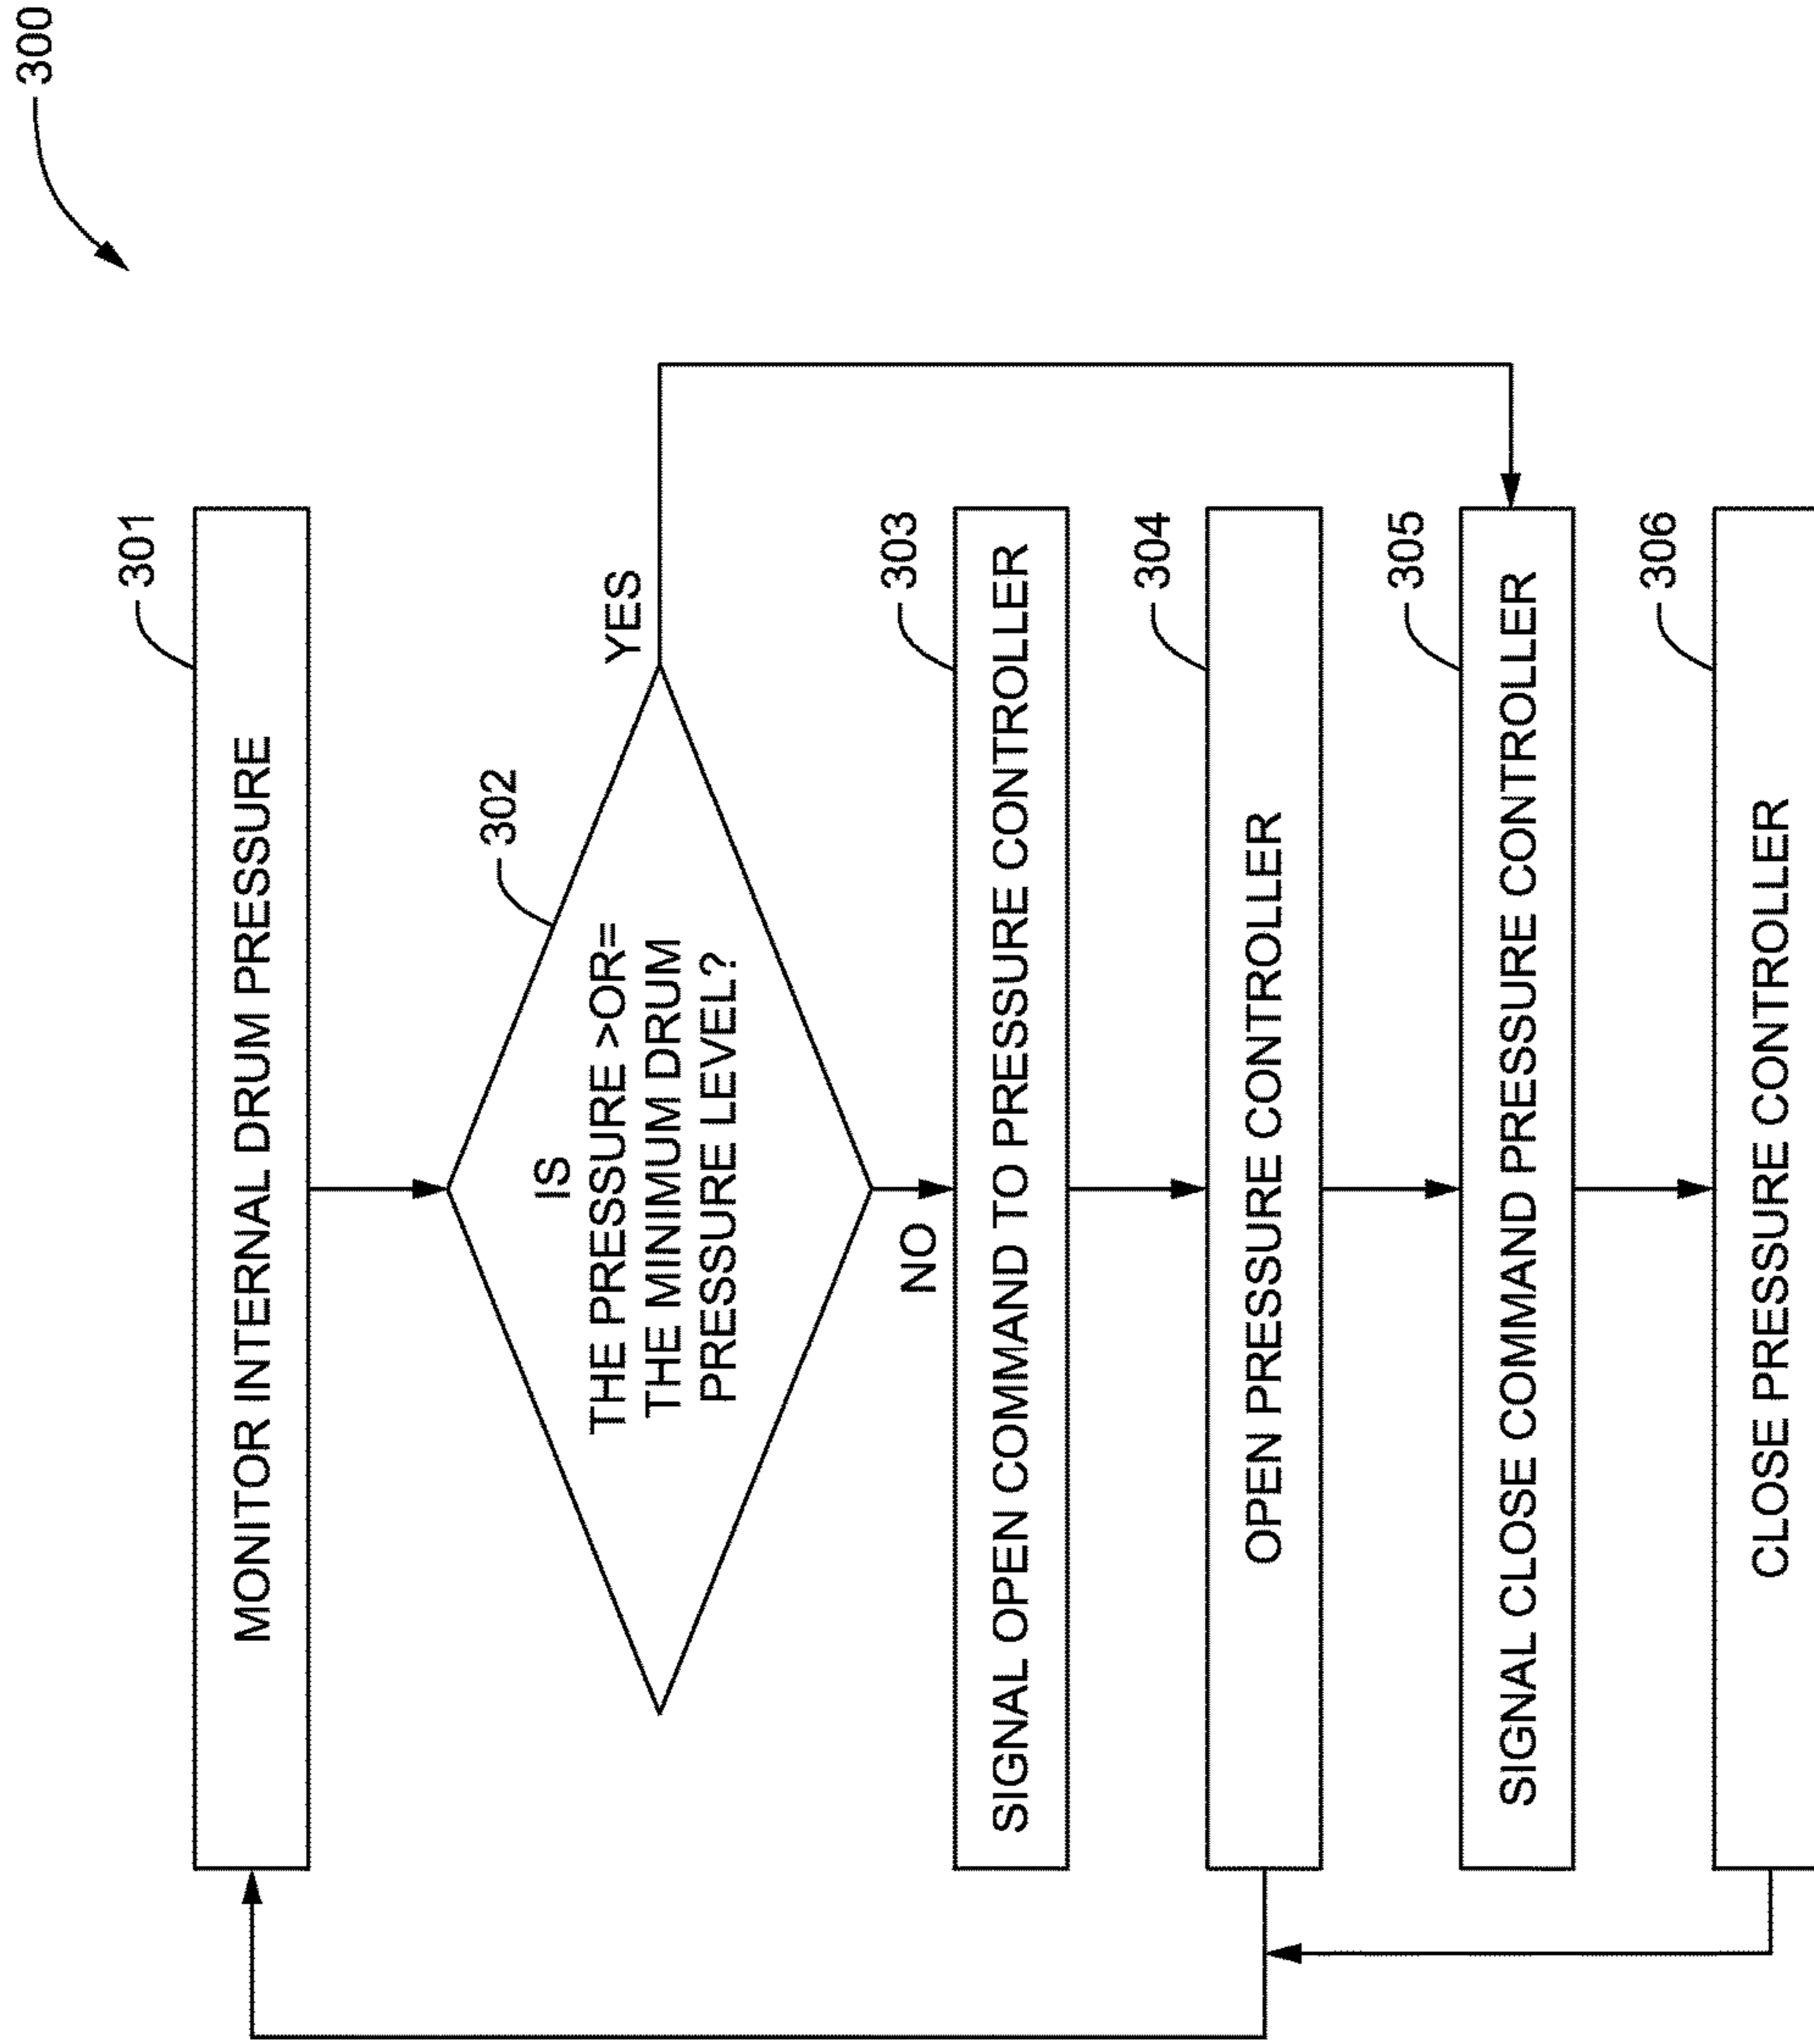 300
301
MONITOR INTERNAL DRUM PRESSURE
302
IS
THE PRESSURE >OR=
THE MINIMUM DRUM
PRESSURE LEVEL?
YES
NO
303
SIGNAL OPEN COMMAND TO PRESSURE CONTROLLER
304
OPEN PRESSURE CONTROLLER
305
SIGNAL CLOSE COMMAND PRESSURE CONTROLLER
306
CLOSE PRESSURE CONTROLLER